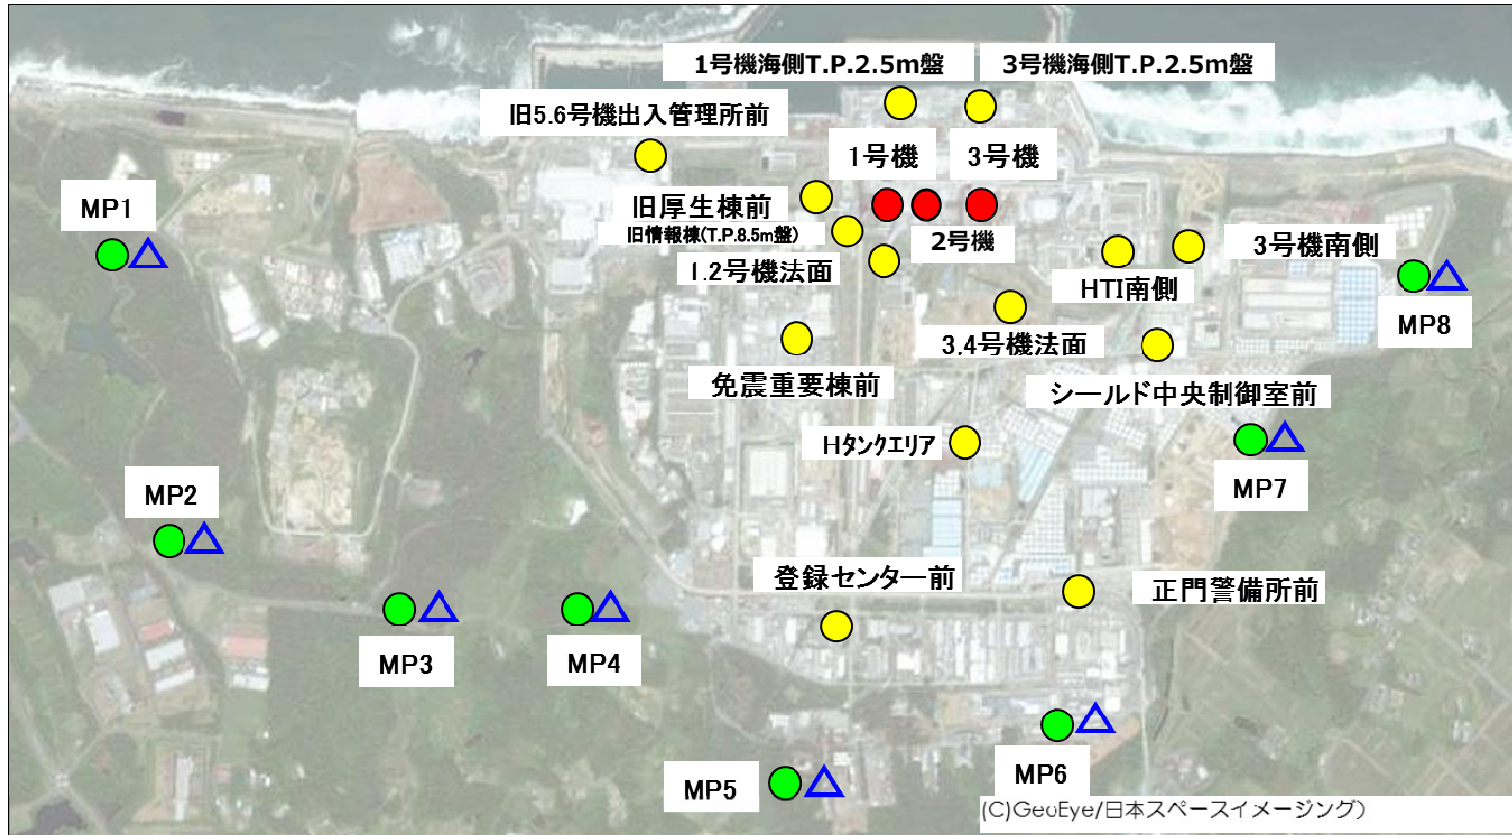 1号機海側T.P.2.5m盤
3号機海側T.P.2.5m盤
旧5.6号機出入管理所前
1号機
3号機
MP1
旧厚生棟前
旧情報棟(T.P.8.5m盤)
2号機
3号機南側
1.2号機法面
HTI南側
MP8
3.4号機法面
免震重要棟前
シールド中央制御室前
Hタンクエリア
MP7
MP2
登録センター前
正門警備所前
MP3
MP4
MP6
MP5
(C)GeoEye/日本スペースイメージング）